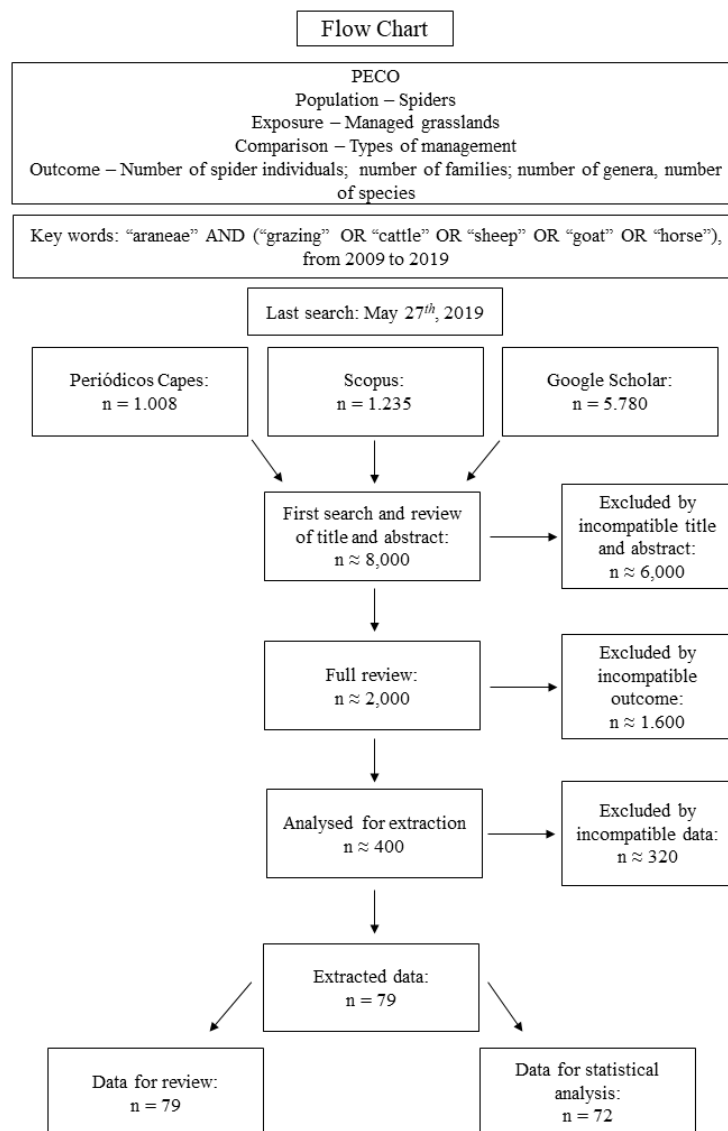 Flow Chart
PECO
Population – Spiders
Exposure – Managed grasslands
Comparison – Types of management
Outcome – Number of spider individuals; number of families; number of genera, number
of species
Key words: “araneae” AND (“grazing” OR “cattle” OR “sheep” OR “goat” OR “horse”),
from 2009 to 2019
Last search: May 27th, 2019
Periódicos Capes:
n = 1.008
Scopus:
n = 1.235
Google Scholar:
n = 5.780
First search and review
of title and abstract:
n ≈ 8,000
Excluded by
incompatible title
and abstract:
n ≈ 6,000
Full review:
n ≈ 2,000
Excluded by
incompatible
outcome:
n ≈ 1.600
Analysed for extraction
n ≈ 400
Excluded by
incompatible data:
n ≈ 320
Extracted data:
n = 79
Data for review:
n = 79
Data for statistical
analysis:
n = 72